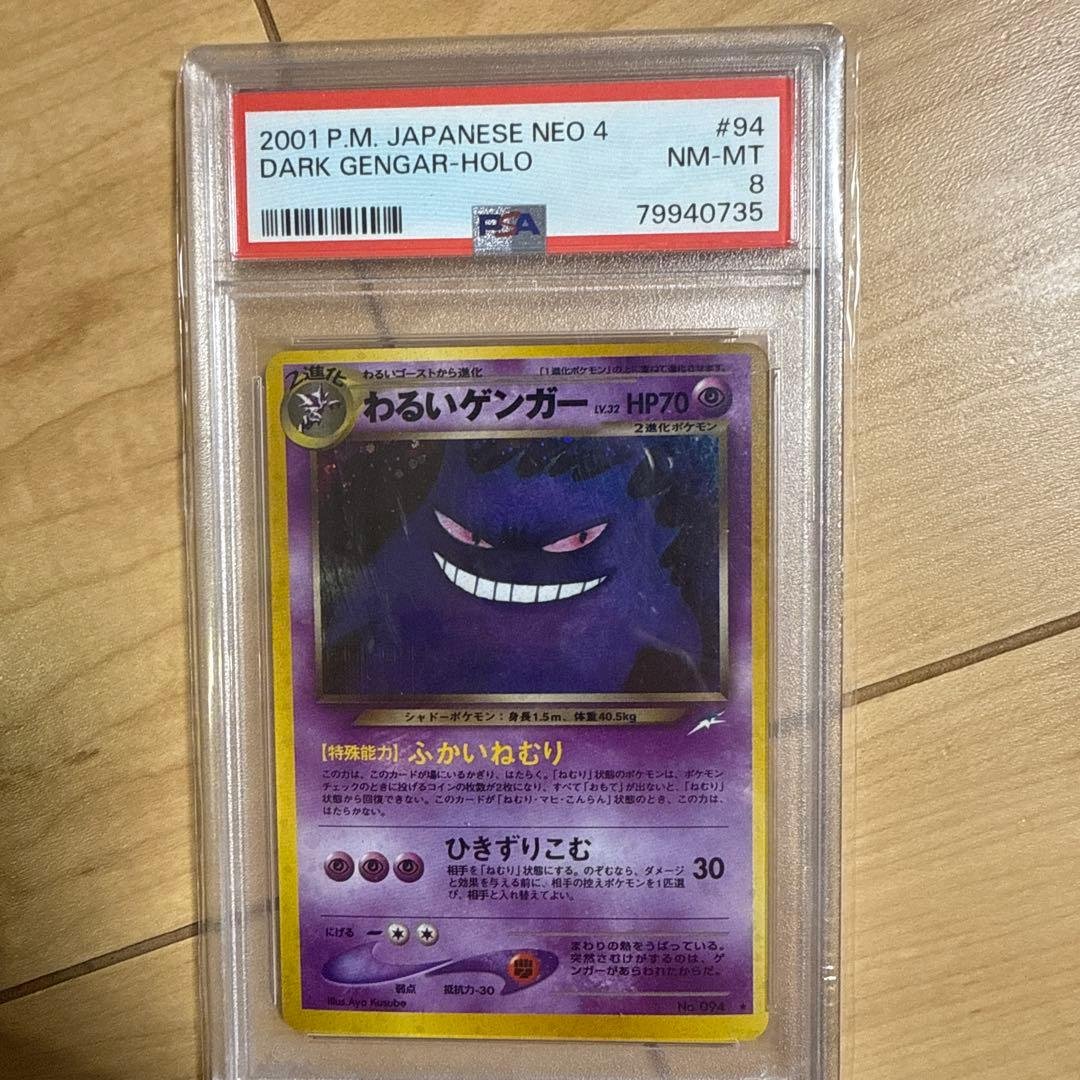 2001 P.M. JAPANESE NEO 4 #94
DARK GENGAR-HOLO NM-MT
8
79940735
PSA
2進化
わるいゴーストから進化 「1進化ポケモン」の上に重ねて進化させます。
わるいゲンガー LV.32 HP70
2進化ポケモン
シャドーポケモン：身長1.5m、体重40.5kg
【特殊能力】ふかいねむり
この力は、このカードが場にいるかぎり、はたらく。「ねむり」状態のポケモンは、ポケモン
チェックのときに投げるコインの枚数が2枚になり、すべて「おもて」が出ないと、「ねむり」
状態から回復できない。このカードが「ねむり・マヒ・こんらん」状態のとき、この力は、
はたらかない。
ひきずりこむ 30
相手を「ねむり」状態にする。のぞむなら、ダメージ
と効果を与える前に、相手の控えポケモンを1匹選
び、相手と入れ替えてよい。
にげる
まわりの熱をうばっている。
突然さむけがするのは、ゲ
ンガーがあらわれたからだ。
弱点 抵抗力-30
Illus.Aya Kusube
No.094 ★